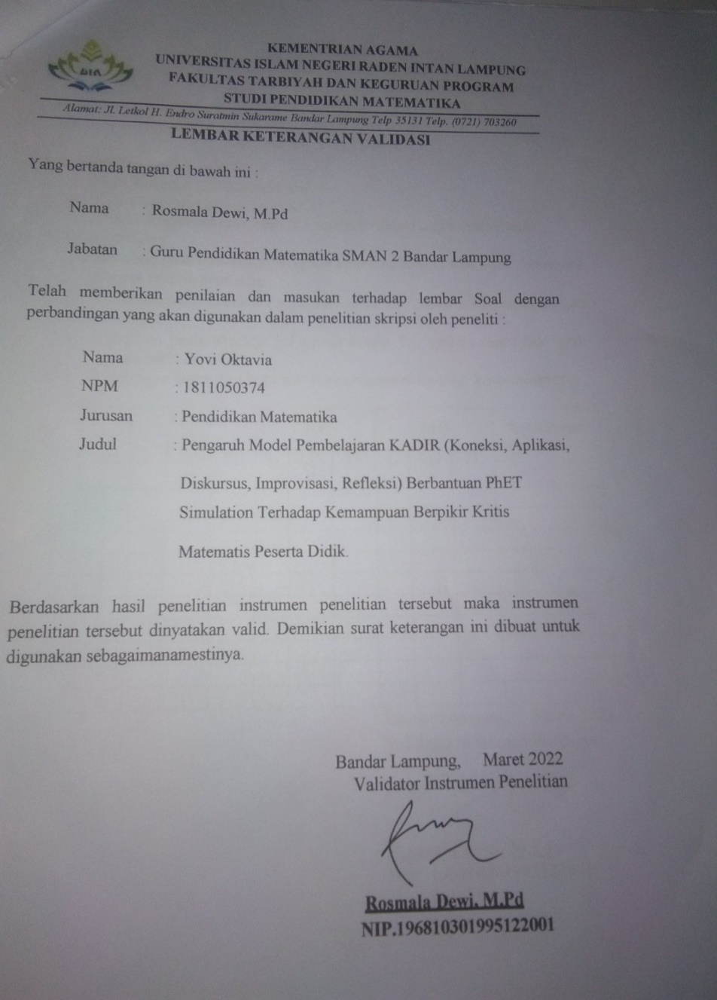 UIN
KEMENTRIAN AGAMA
UNIVERSITAS ISLAM NEGERI RADEN INTAN LAMPUNG
FAKULTAS TARBIYAH DAN KEGURUAN PROGRAM
STUDI PENDIDIKAN MATEMATIKA
Alamat: Jl. Letkol H. Endro Suratmin Sukarame Bandar Lampung Telp 35131 Telp. (0721) 703260
LEMBAR KETERANGAN VALIDASI
Yang bertanda tangan di bawah ini :
Nama : Rosmala Dewi, M.Pd
Jabatan : Guru Pendidikan Matematika SMAN 2 Bandar Lampung
Telah memberikan penilaian dan masukan terhadap lembar Soal dengan
perbandingan yang akan digunakan dalam penelitian skripsi oleh peneliti :
Nama : Yovi Oktavia
NPM : 1811050374
Jurusan : Pendidikan Matematika
Judul : Pengaruh Model Pembelajaran KADIR (Koneksi, Aplikasi,
Diskursus, Improvisasi, Refleksi) Berbantuan PhET
Simulation Terhadap Kemampuan Berpikir Kritis
Matematis Peserta Didik.
Berdasarkan hasil penelitian instrumen penelitian tersebut maka instrumen
penelitian tersebut dinyatakan valid. Demikian surat keterangan ini dibuat untuk
digunakan sebagaimanamestinya.
Bandar Lampung, Maret 2022
Validator Instrumen Penelitian
Rosmala Dewi, M.Pd
NIP.196810301995122001